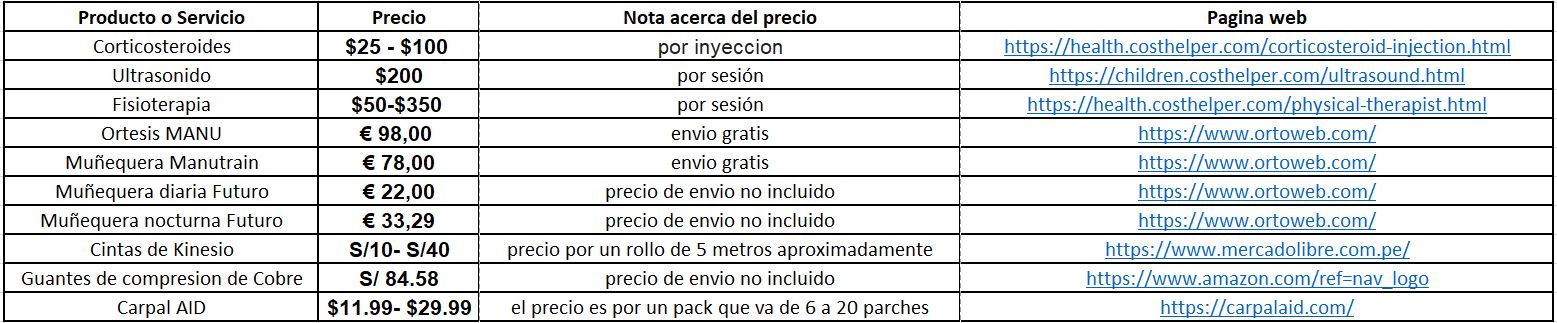 Producto o Servicio Precio Nota acerca del precio Pagina web
Corticosteroides $25 - $100 por inyeccion https://health.costhelper.com/corticosteroid-injection.html
Ultrasonido $200 por sesión https://children.costhelper.com/ultrasound.html
Fisioterapia $50-$350 por sesión https://health.costhelper.com/physical-therapist.html
Ortesis MANU € 98,00 envio gratis https://www.ortoweb.com/
Muñequera Manutrain € 78,00 envio gratis https://www.ortoweb.com/
Muñequera diaria Futuro € 22,00 precio de envio no incluido https://www.ortoweb.com/
Muñequera nocturna Futuro € 33,29 precio de envio no incluido https://www.ortoweb.com/
Cintas de Kinesio S/10- S/40 precio por un rollo de 5 metros aproximadamente https://www.mercadolibre.com.pe/
Guantes de compresion de Cobre S/ 84.58 precio de envio no incluido https://www.amazon.com/ref=nav_logo
Carpal AID $11.99- $29.99 el precio es por un pack que va de 6 a 20 parches https://carpalaid.com/